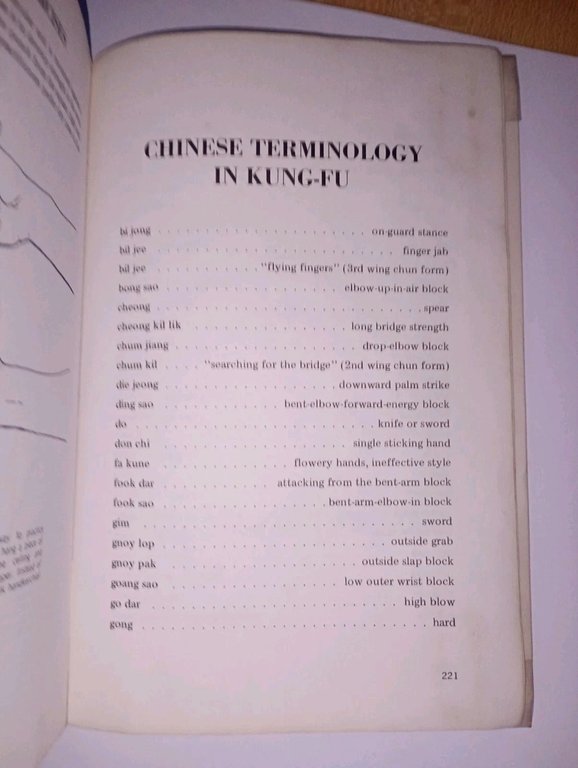 CHINESE TERMINOLOGY
IN KUNG-FU
bi jong . . . . . . . . . . . . . . . . . . . . . on-guard stance
bil jee . . . . . . . . . . . . . . . . . . . . . . . . finger jab
bil jee . . . . . . . . . . . "flying fingers" (3rd wing chun form)
bong sao . . . . . . . . . . . . . . . . . . elbow-up-in-air block
cheong . . . . . . . . . . . . . . . . . . . . . . . . . . . spear
cheong kil lik . . . . . . . . . . . . . . . . long bridge strength
chum jiang . . . . . . . . . . . . . . . . . . . drop-elbow block
chum kil . . . . "searching for the bridge" (2nd wing chun form)
die jeong . . . . . . . . . . . . . . . . . . downward palm strike
ding sao . . . . . . . . . . . . bent-elbow-forward-energy block
do . . . . . . . . . . . . . . . . . . . . . . . . . . knife or sword
don chi . . . . . . . . . . . . . . . . . . . single sticking hand
fa kune . . . . . . . . . . . . . flowery hands, ineffective style
fook dar . . . . . . . . . . . attacking from the bent-arm block
fook sao . . . . . . . . . . . . . . . . . bent-arm-elbow-in block
gim . . . . . . . . . . . . . . . . . . . . . . . . . . . . sword
gnoy lop . . . . . . . . . . . . . . . . . . . . . . . outside grab
gnoy pak . . . . . . . . . . . . . . . . . . . . outside slap block
goang sao . . . . . . . . . . . . . . . . . . low outer wrist block
go dar . . . . . . . . . . . . . . . . . . . . . . . . . high blow
gong . . . . . . . . . . . . . . . . . . . . . . . . . . . . . hard
221